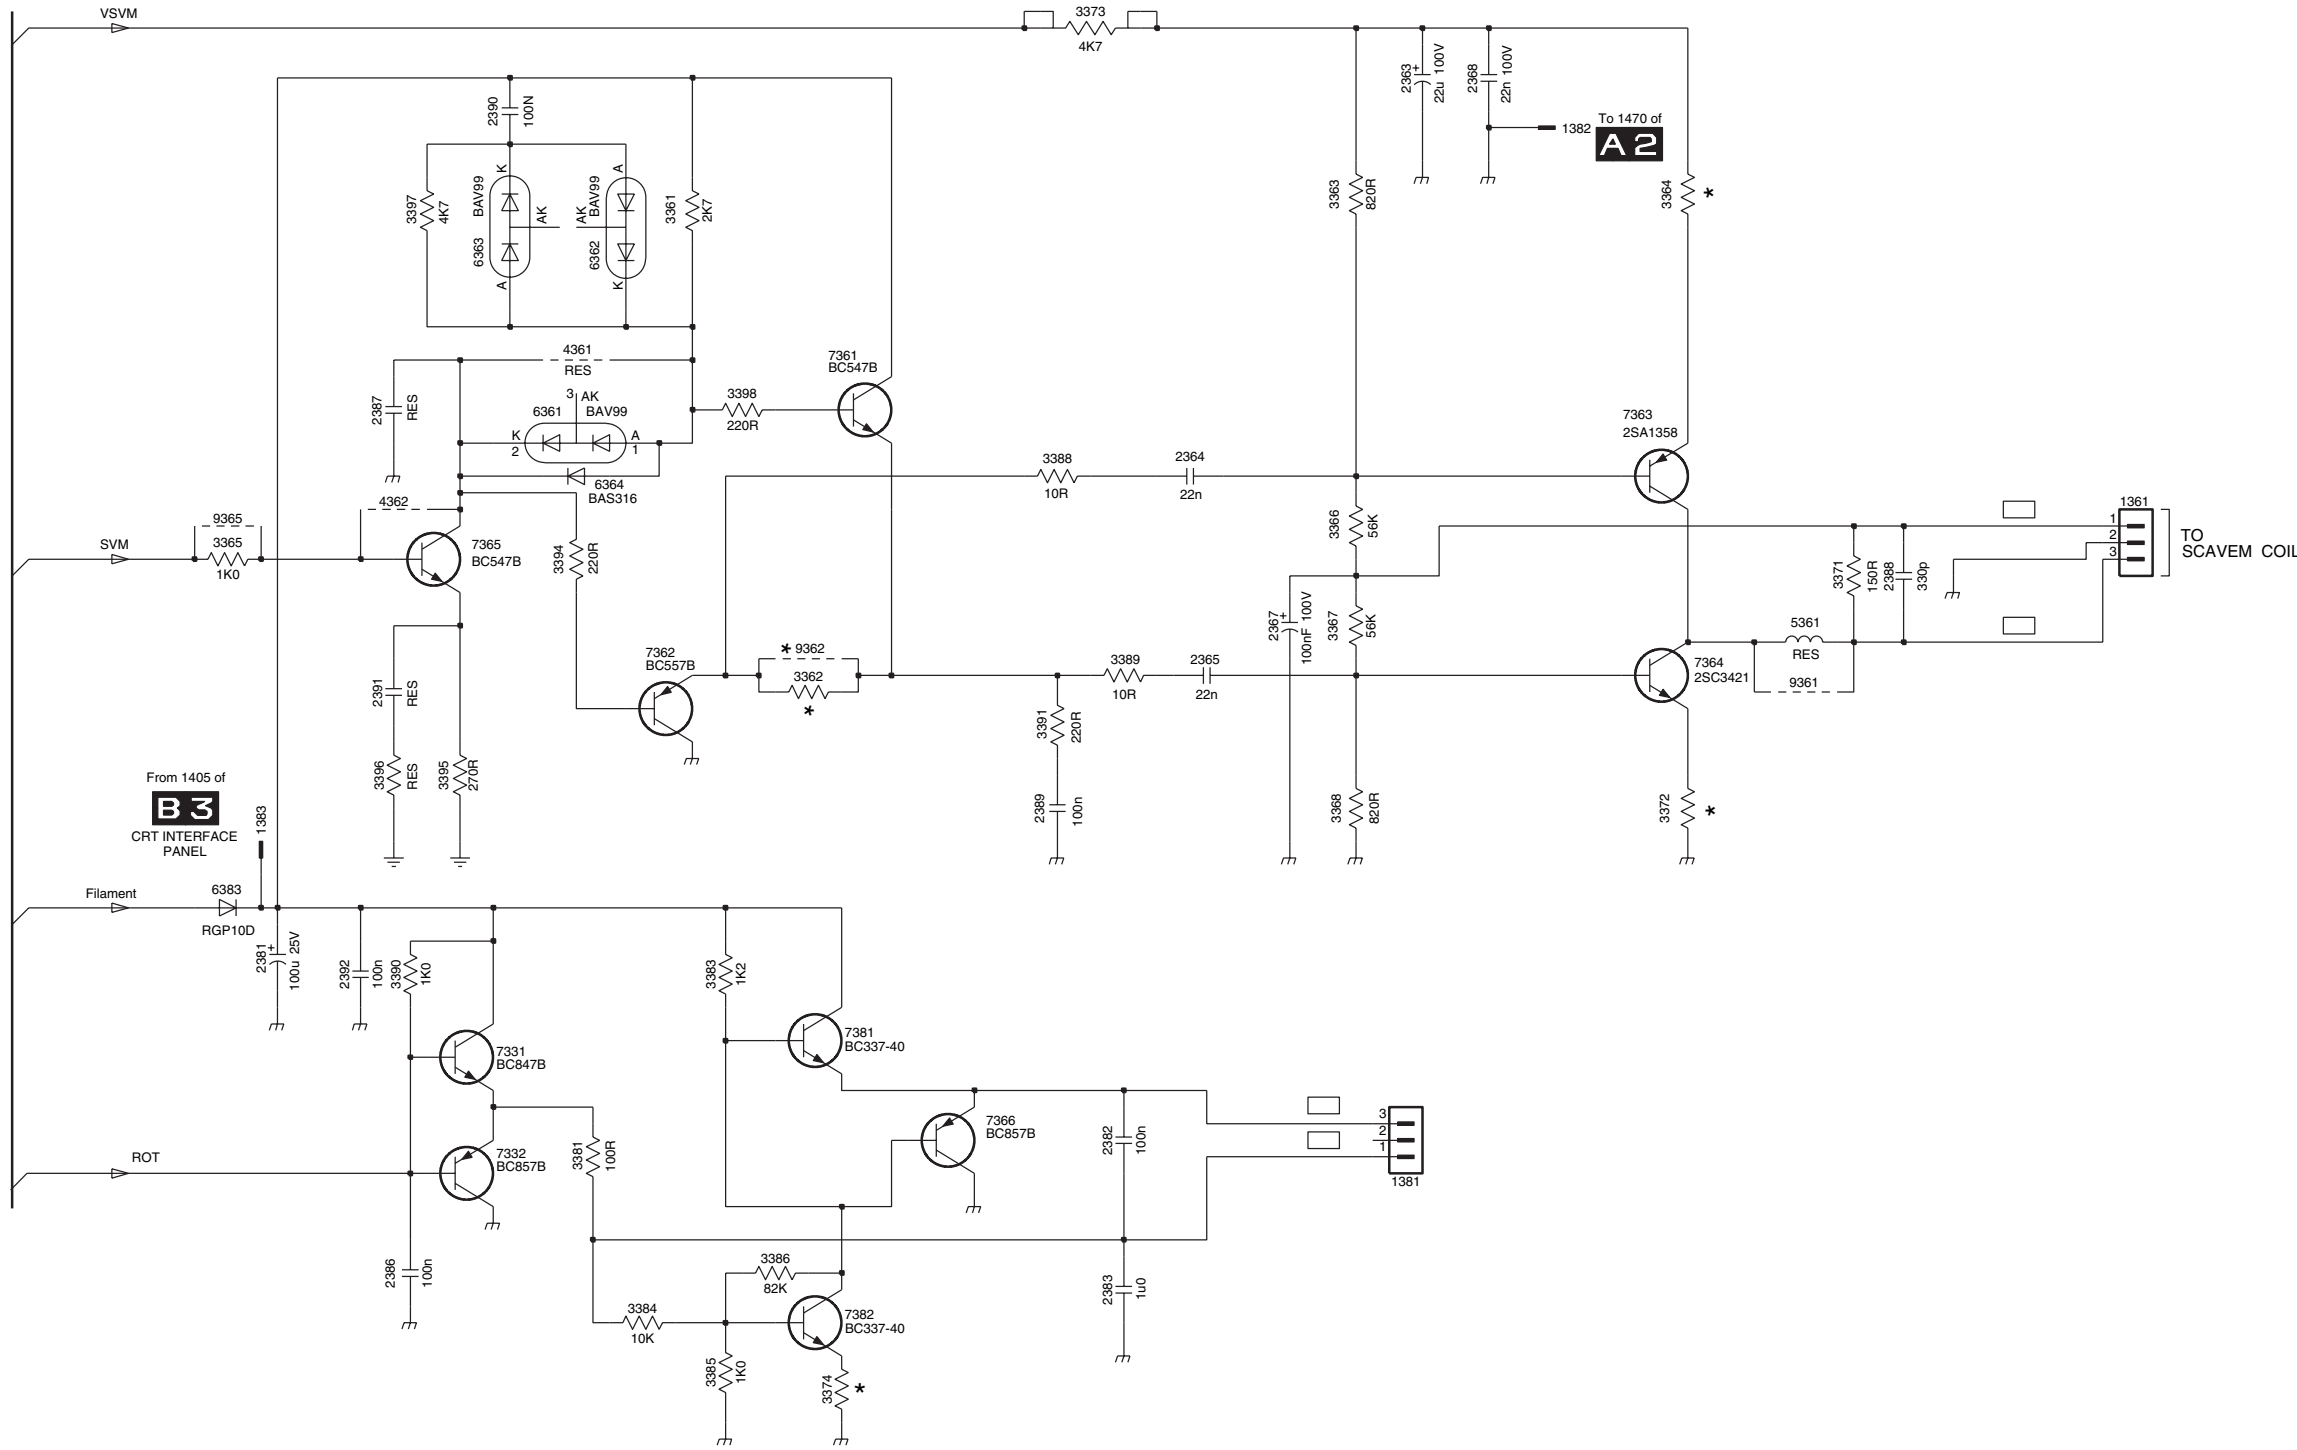 VSVM
3373
4K7
2390
100N
2363
+
22u 100V
2368
22n 100V
1382
To 1470 of
A 2
3397
4K7
BAV99
6363
K
AK
A
AK
BAV99
6362
A
K
3361
2K7
3363
820R
3364
*
4361
RES
2387
RES
3 AK
6361
BAV99
K
2
A
1
6364
BAS316
3398
220R
7361
BC547B
7363
2SA1358
3388
10R
2364
22n
4362
9365
SVM
3365
1K0
7365
BC547B
3394
220R
3366
56K
1361
1
2
3
TO
SCAVEM COIL
3371
150R
2388
330p
2367
+
100nF 100V
3367
56K
5361
RES
9361
7364
2SC3421
7362
BC557B
* 9362
3362
*
3389
10R
2365
22n
2391
RES
3391
220R
3396
RES
3395
270R
2389
100n
3368
820R
3372
*
From 1405 of
B 3
CRT INTERFACE
PANEL
1383
Filament
6383
RGP10D
2381
+
100u 25V
2392
100n
3390
1K0
3383
1K2
7331
BC847B
7381
BC337-40
7366
BC857B
ROT
7332
BC857B
3381
100R
2382
100n
3
2
1
1381
2386
100n
3386
82K
3384
10K
7382
BC337-40
2383
1u0
3385
1K0
3374
*